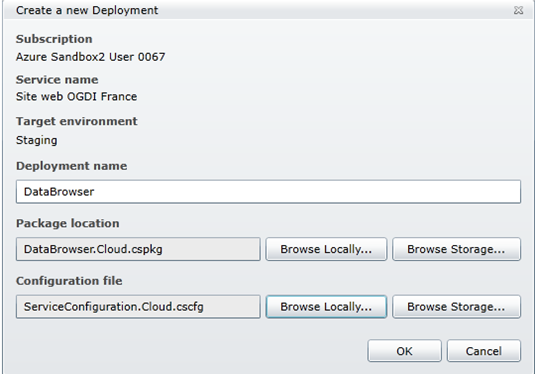 Create a new Deployment
Subscription
Azure Sandbox2 User 0067
Service name
Site web OGDI France
Target environment
Staging
Deployment name
DataBrowser
Package location
DataBrowser.Cloud.cspkg Browse Locally... Browse Storage...
Configuration file
ServiceConfiguration.Cloud.cscfg Browse Locally... Browse Storage...
OK Cancel